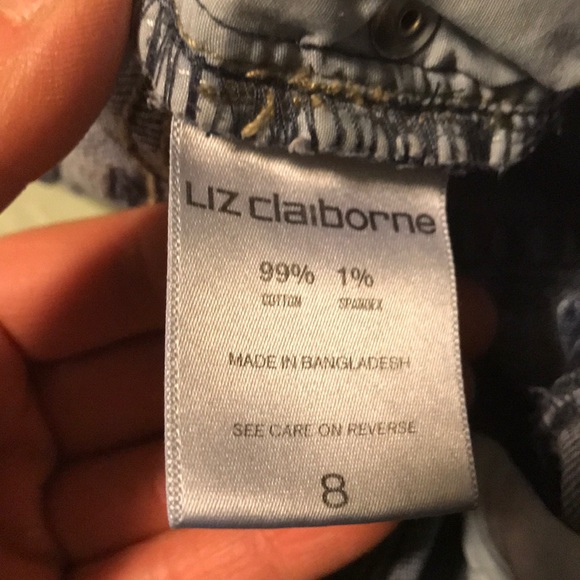 LIZ claiborne
99% 1%
COTTON SPANDEX
MADE IN BANGLADESH
SEE CARE ON REVERSE
8